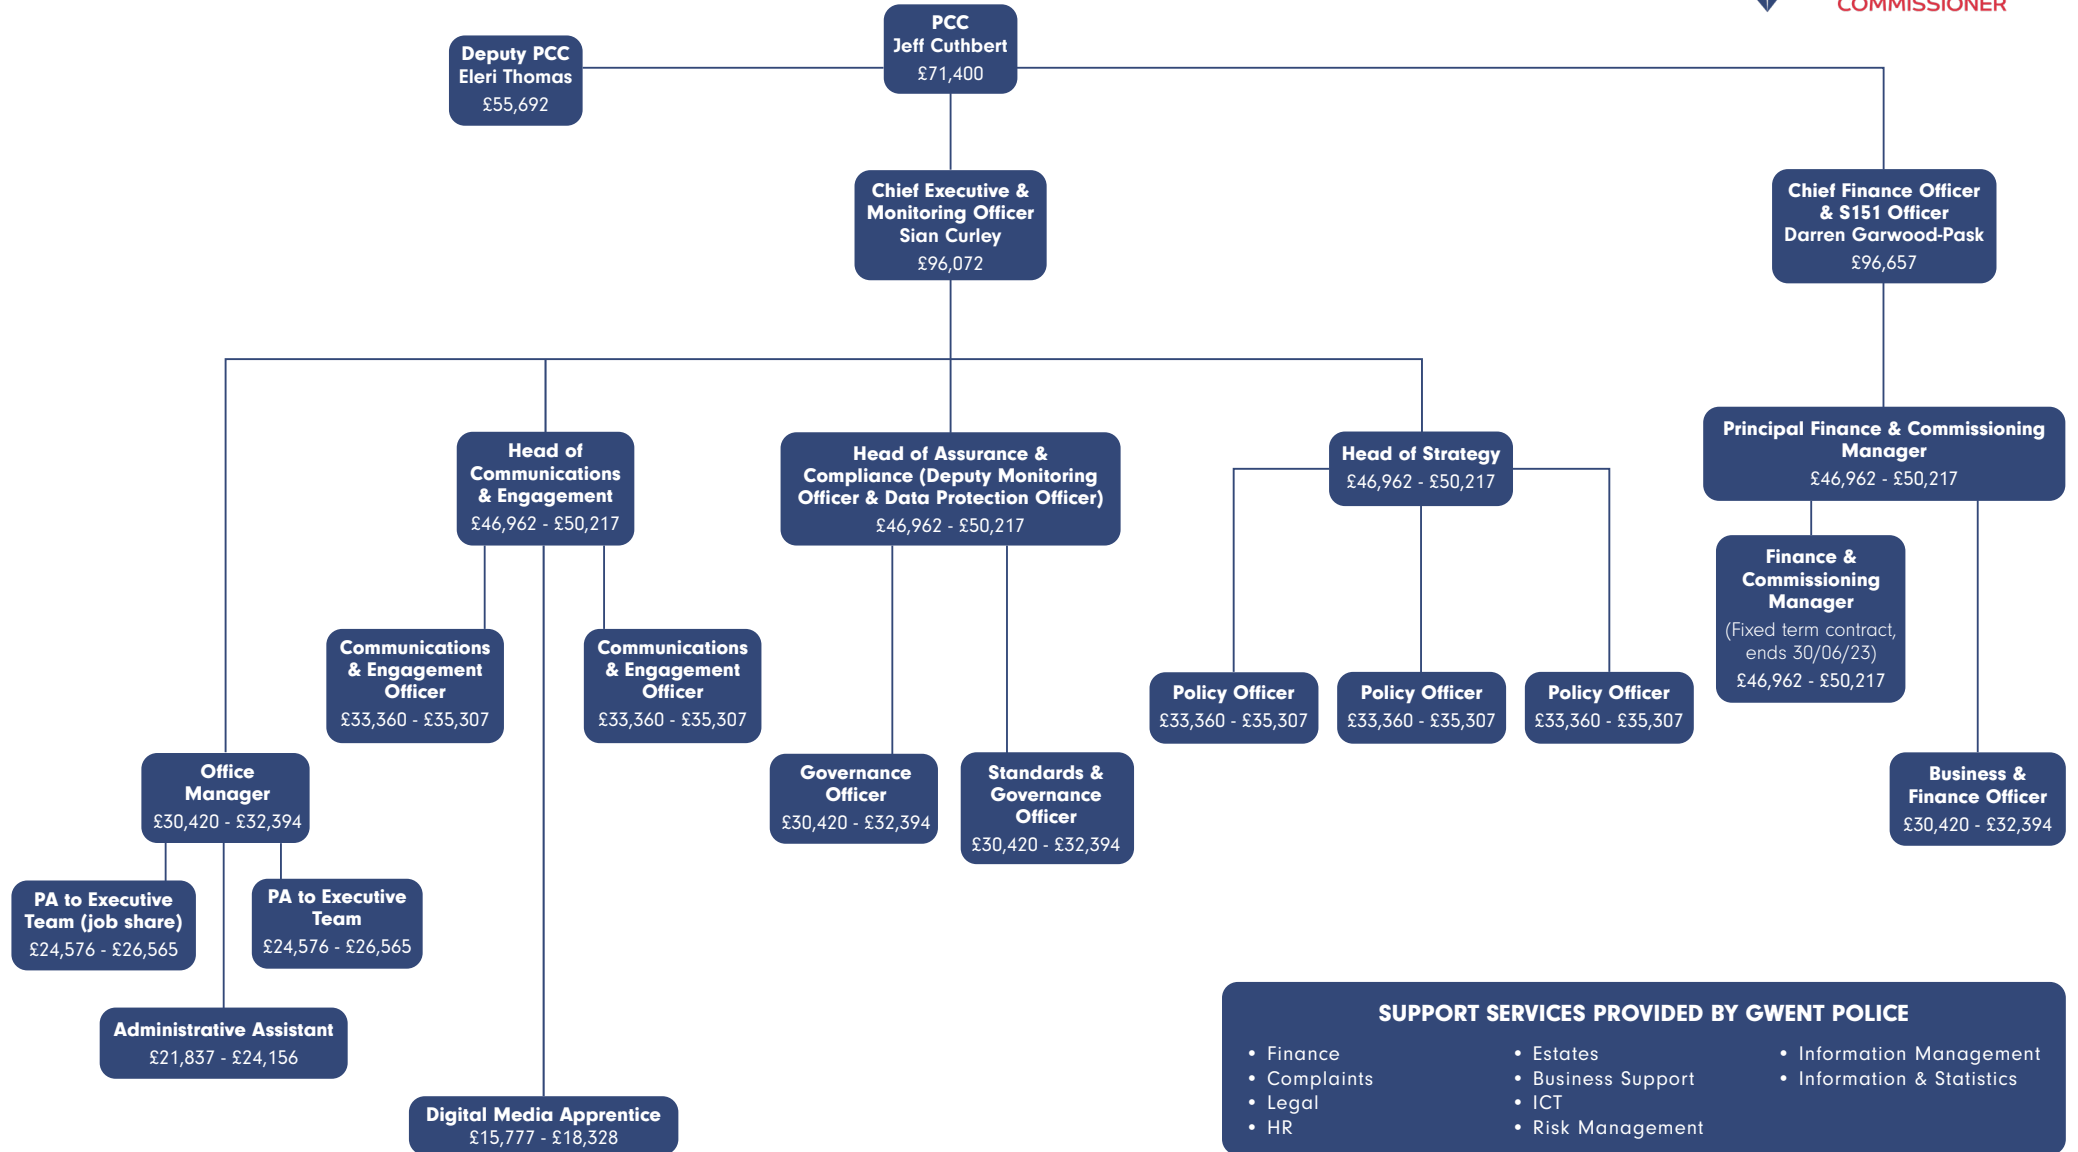 COMMISSIONER
PCC
Jeff Cuthbert
£71,400
Deputy PCC
Eleri Thomas
£55,692
Chief Executive &
Monitoring Officer
Sian Curley
£96,072
Chief Finance Officer
& S151 Officer
Darren Garwood-Pask
£96,657
Head of
Communications
& Engagement
£46,962 - £50,217
Head of Assurance &
Compliance (Deputy Monitoring
Officer & Data Protection Officer)
£46,962 - £50,217
Head of Strategy
£46,962 - £50,217
Principal Finance & Commissioning
Manager
£46,962 - £50,217
Finance &
Commissioning
Manager
(Fixed term contract,
ends 30/06/23)
£46,962 - £50,217
Communications
& Engagement
Officer
£33,360 - £35,307
Communications
& Engagement
Officer
£33,360 - £35,307
Policy Officer
£33,360 - £35,307
Policy Officer
£33,360 - £35,307
Policy Officer
£33,360 - £35,307
Office
Manager
£30,420 - £32,394
Governance
Officer
£30,420 - £32,394
Standards &
Governance
Officer
£30,420 - £32,394
Business &
Finance Officer
£30,420 - £32,394
PA to Executive
Team (job share)
£24,576 - £26,565
PA to Executive
Team
£24,576 - £26,565
Administrative Assistant
£21,837 - £24,156
Digital Media Apprentice
£15,777 - £18,328
SUPPORT SERVICES PROVIDED BY GWENT POLICE
• Finance
• Complaints
• Legal
• HR
• Estates
• Business Support
• ICT
• Risk Management
• Information Management
• Information & Statistics